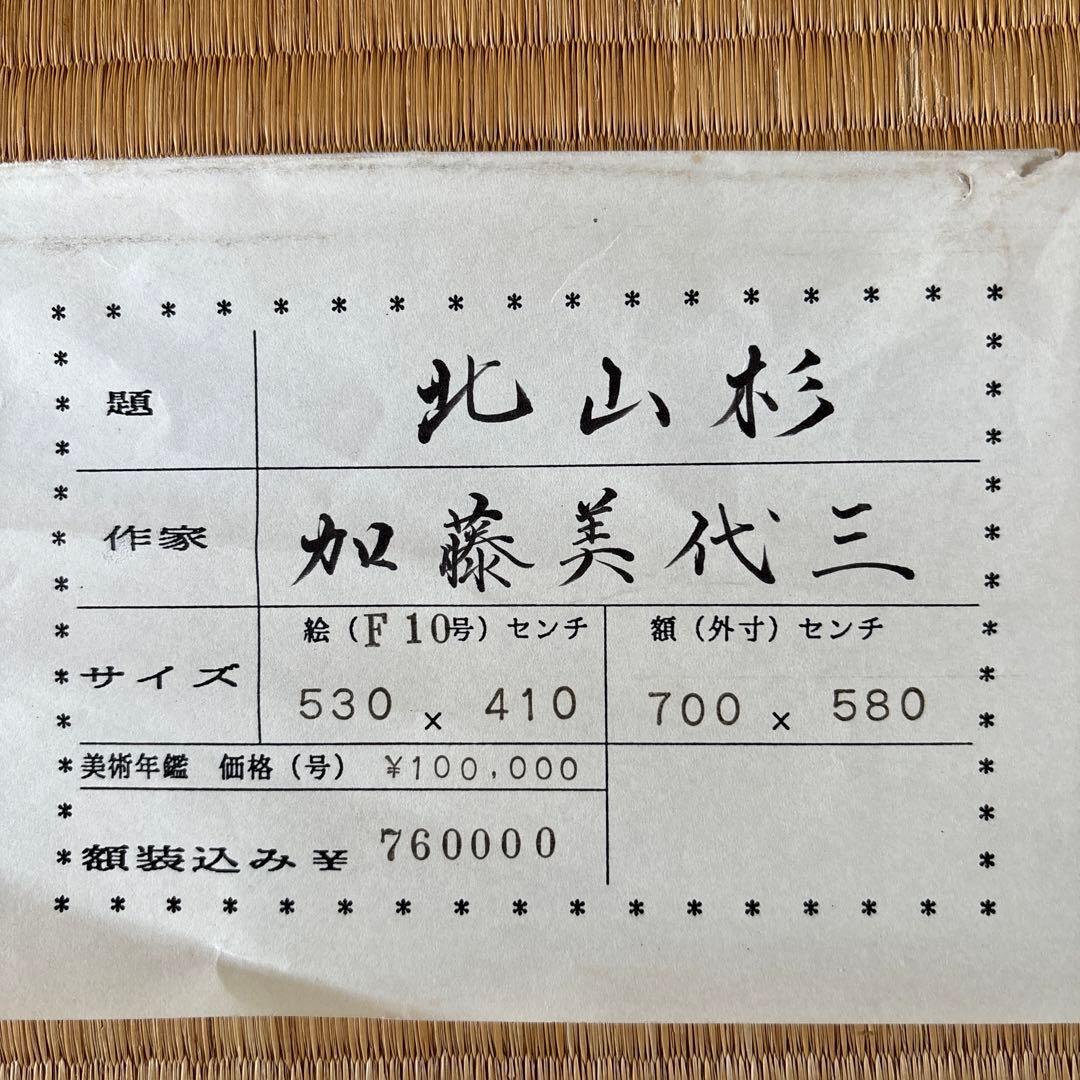 題 北山杉
作家 加藤美代三
サイズ 絵（F10号）センチ 額（外寸）センチ
530 x 410 700 x 580
美術年鑑 価格（号） ¥100,000
額装込み ¥ 760000